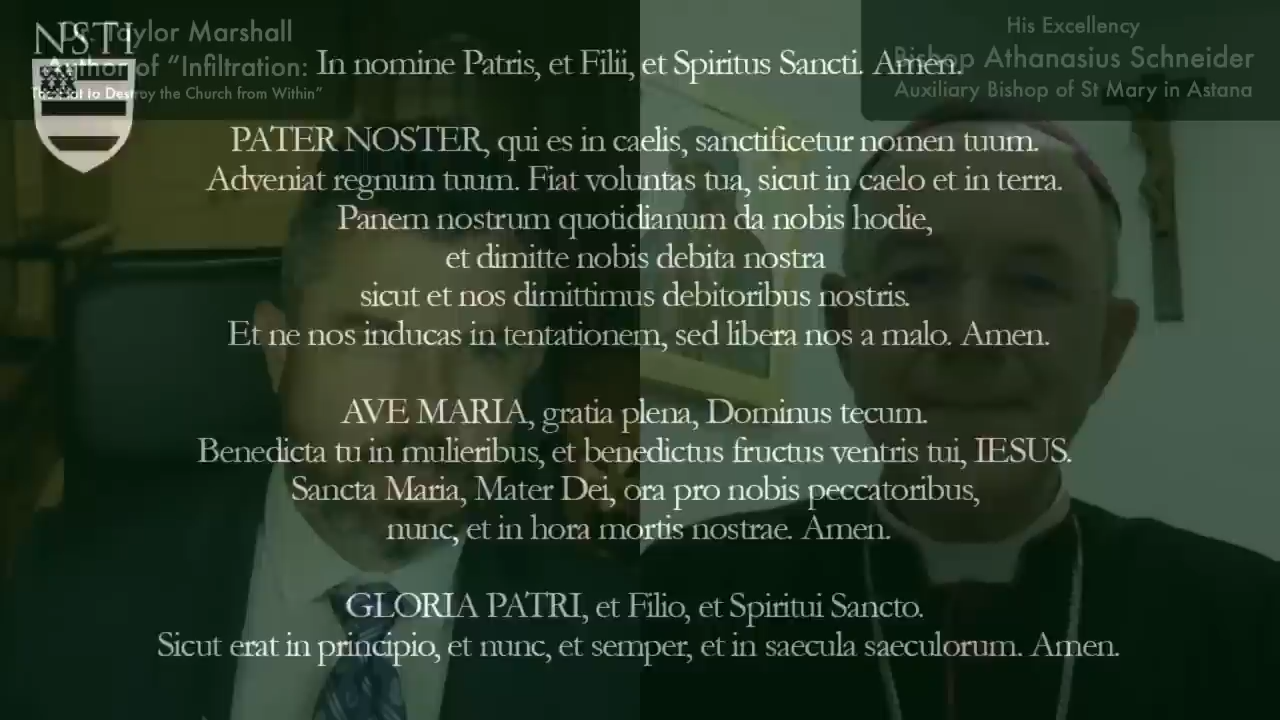 NSTI
Dr. Taylor Marshall
Author of “Infiltration:
The Plot to Destroy the Church from Within”
His Excellency
Bishop Athanasius Schneider
Auxiliary Bishop of St Mary in Astana
In nomine Patris, et Filii, et Spiritus Sancti. Amen.
PATER NOSTER, qui es in caelis, sanctificetur nomen tuum.
Adveniat regnum tuum. Fiat voluntas tua, sicut in caelo et in terra.
Panem nostrum quotidianum da nobis hodie,
et dimitte nobis debita nostra
sicut et nos dimittimus debitoribus nostris.
Et ne nos inducas in tentationem, sed libera nos a malo. Amen.
AVE MARIA, gratia plena, Dominus tecum.
Benedicta tu in mulieribus, et benedictus fructus ventris tui, IESUS.
Sancta Maria, Mater Dei, ora pro nobis peccatoribus,
nunc, et in hora mortis nostrae. Amen.
GLORIA PATRI, et Filio, et Spiritui Sancto.
Sicut erat in principio, et nunc, et semper, et in saecula saeculorum. Amen.